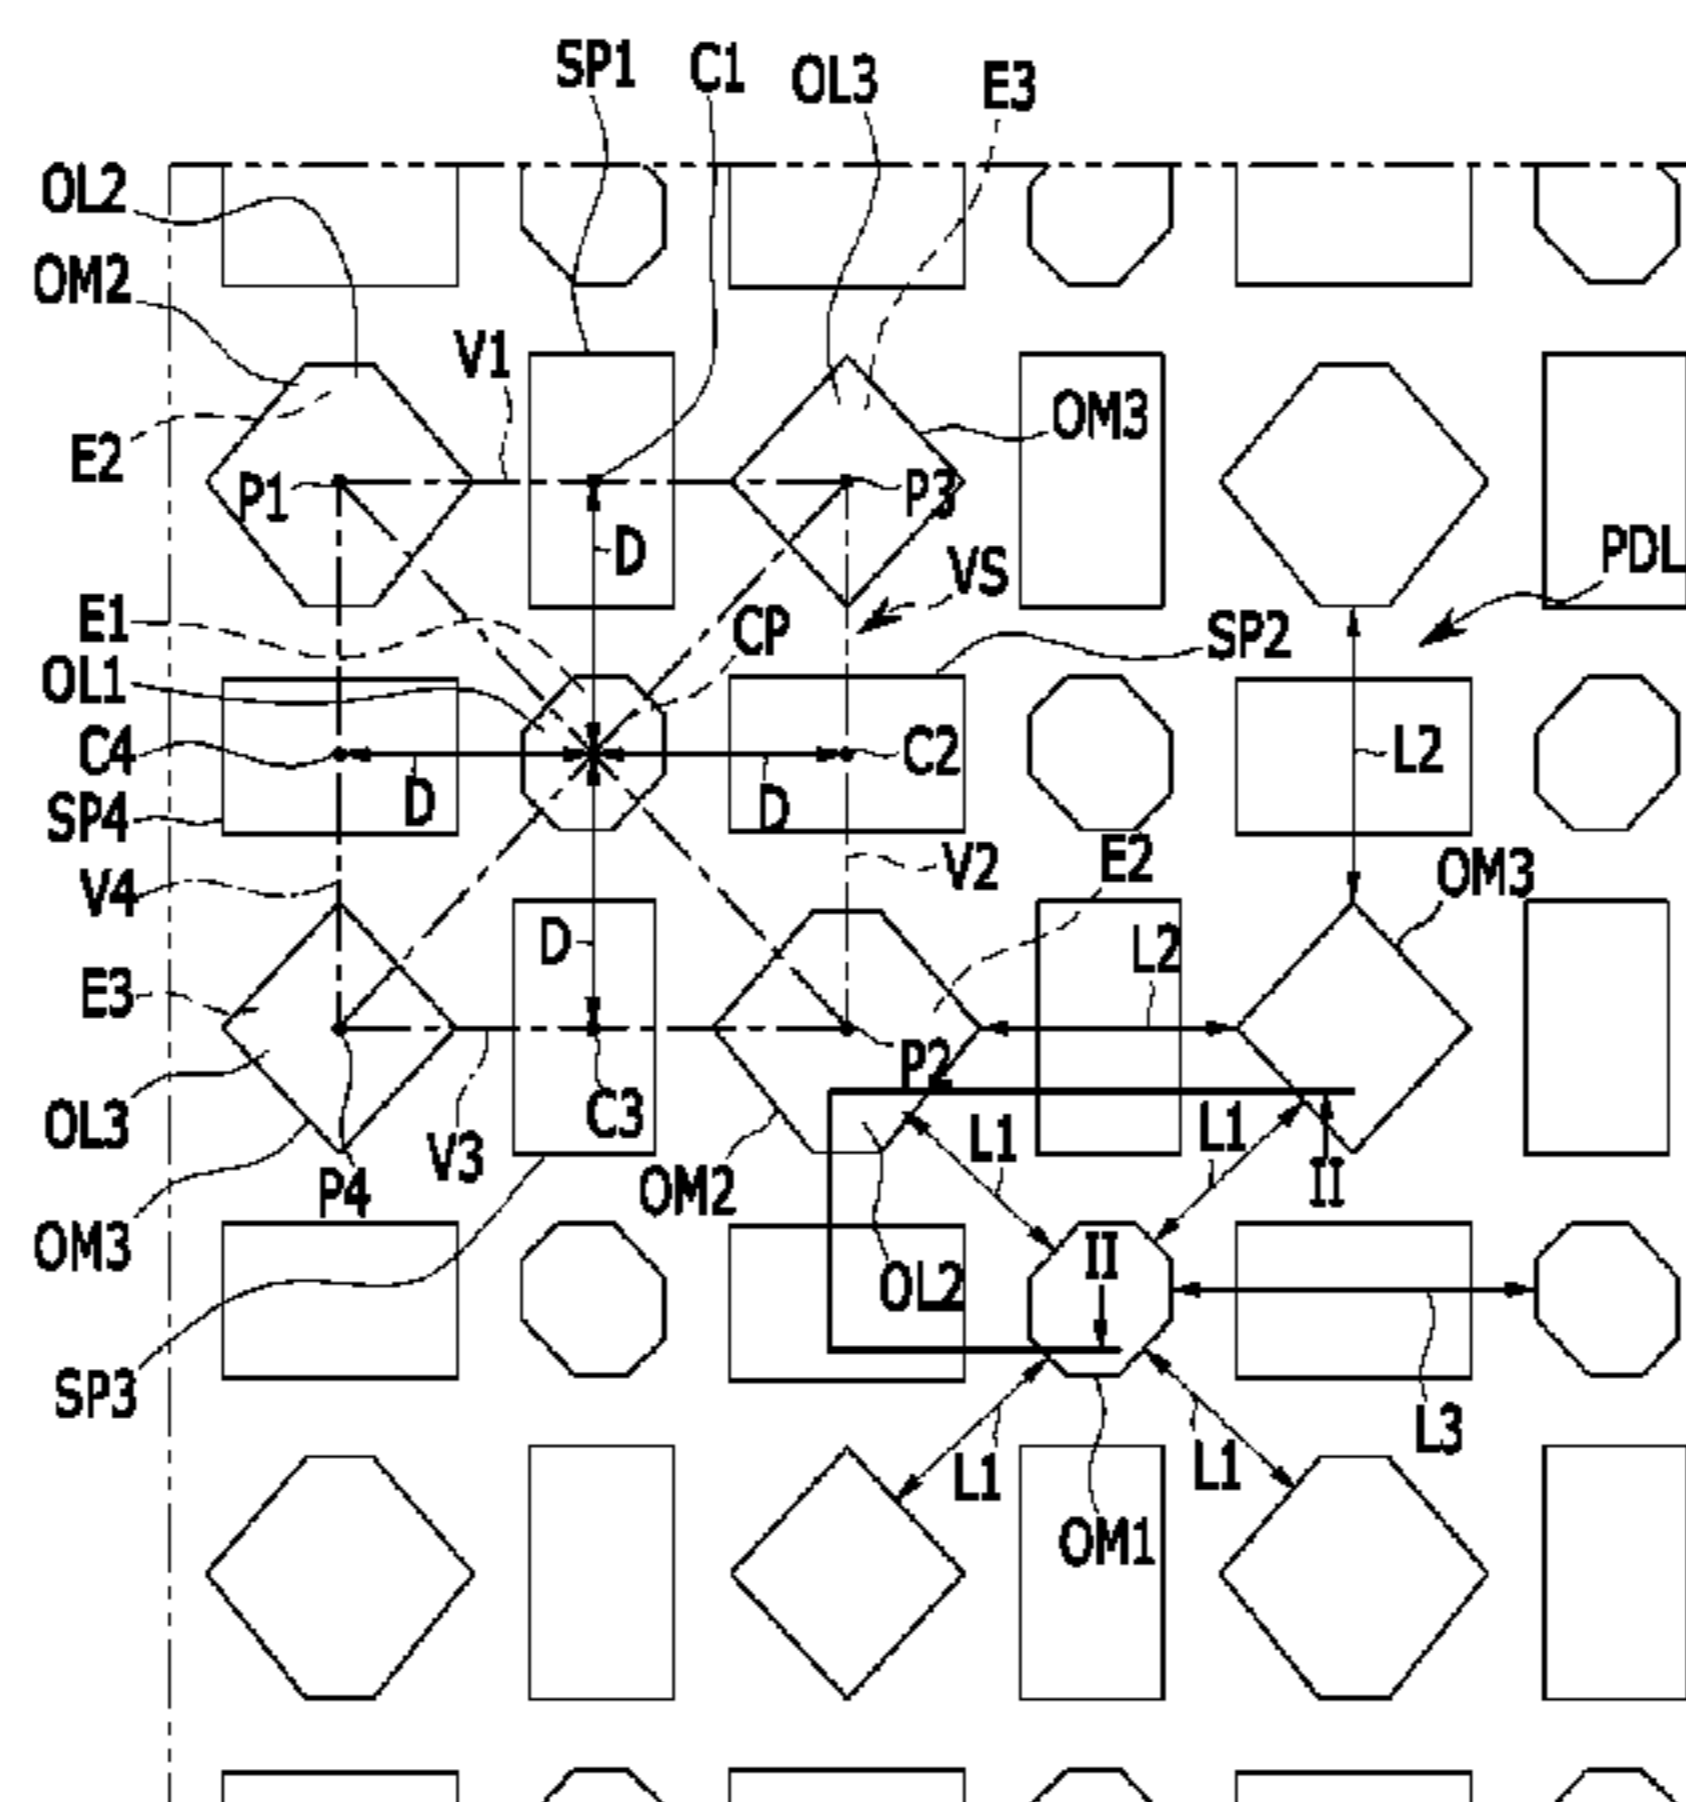 SP1
C1
OL3
E3
OL2
OM2
V1
OM3
E2
P1
P3
D
VS
PDL
E1
CP
SP2
OL1
C4
C2
L2
SP4
D
D
V4
V2
E2
OM3
D
L2
E3
P2
OL3
C3
V3
L1
L1
P4
OM2
II
OM3
II
OL2
SP3
L3
L1
L1
OM1